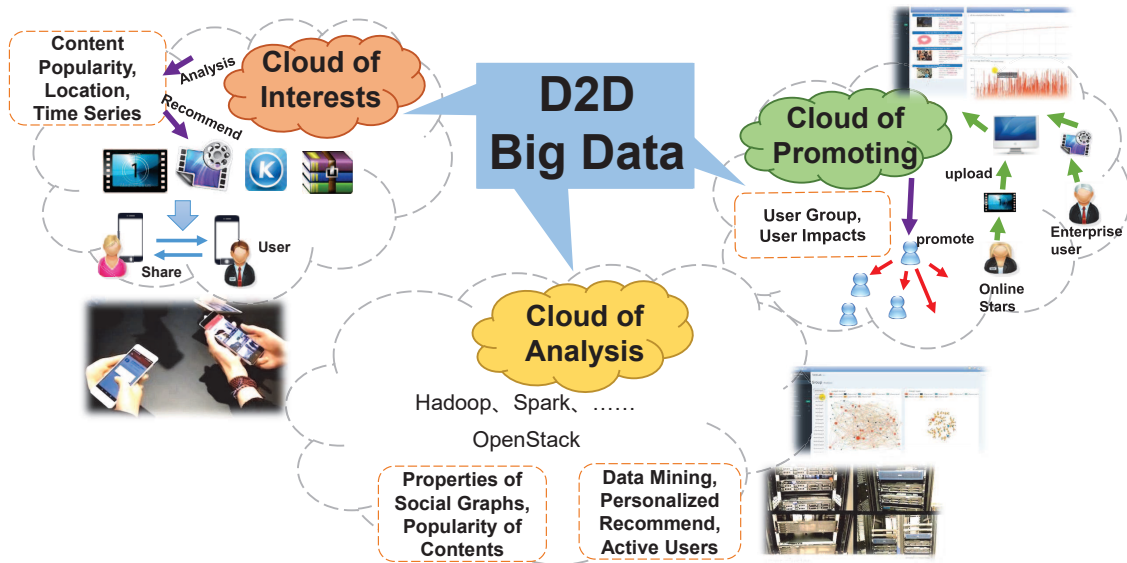 Content
Popularity,
Location,
Time Series
Analysis
Recommend
Cloud of
Interests
D2D
Big Data
Cloud of
Promoting
upload
User Group,
User Impacts
promote
Enterprise
user
Online
Stars
1
K
User
Share
Cloud of
Analysis
Hadoop、Spark、……
OpenStack
Properties of
Social Graphs,
Popularity of
Contents
Data Mining,
Personalized
Recommend,
Active Users